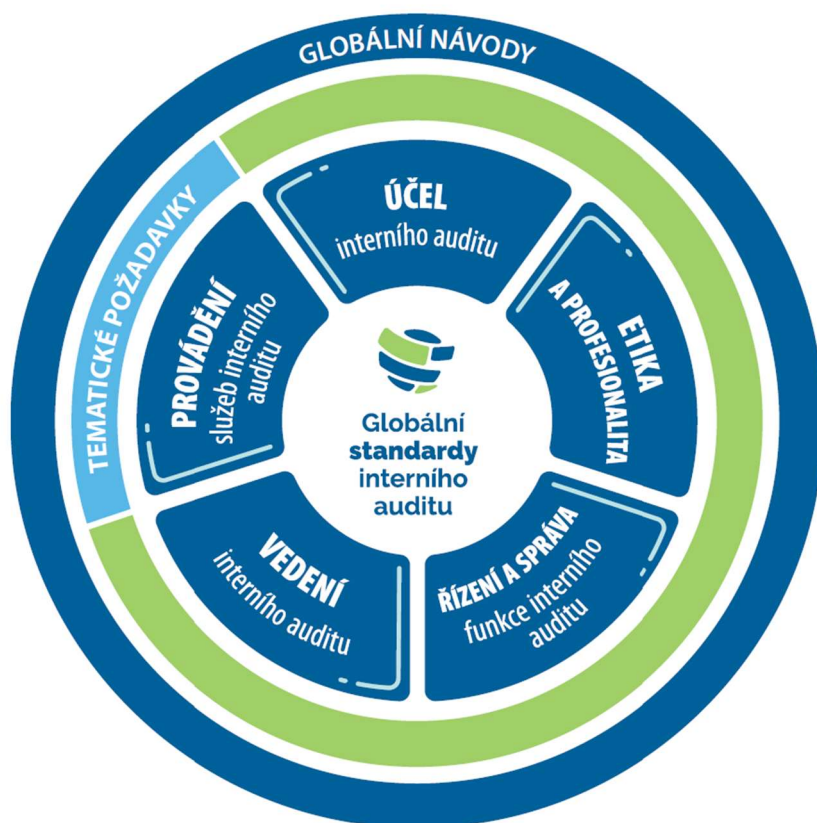 GLOBÁLNÍ NÁVODY
TEMATICKÉ POŽADAVKY
ÚČEL
interního auditu
ETIKA
A PROFESIONALITA
ŘÍZENÍ A SPRÁVA
funkce interního
auditu
VEDENÍ
interního auditu
PROVÁDĚNÍ
služeb interního
auditu
Globální
standardy
interního
auditu